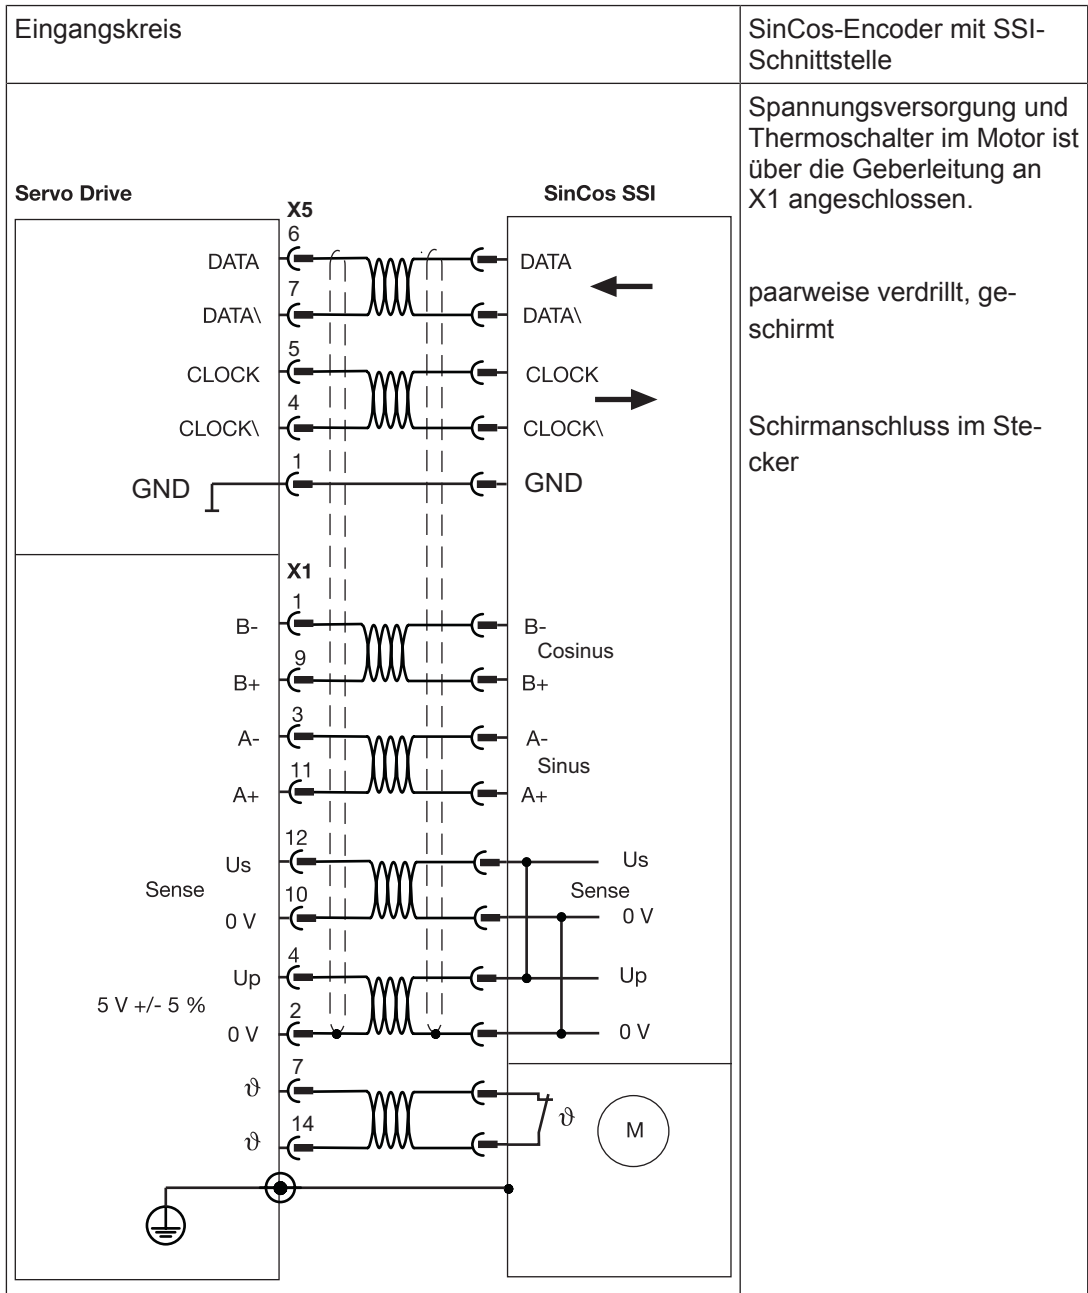 Eingangskreis
SinCos-Encoder mit SSI-
Schnittstelle
Spannungsversorgung und
Thermoschalter im Motor ist
über die Geberleitung an
X1 angeschlossen.
paarweise verdrillt, ge-
schirmt
Schirmanschluss im Ste-
cker
Servo Drive
X5
SinCos SSI
6
DATA
DATA
7
DATA\
DATA\
5
CLOCK
CLOCK
4
CLOCK\
CLOCK\
1
GND
GND
X1
1
B-
B-
Cosinus
9
B+
B+
3
A-
A-
Sinus
11
A+
A+
12
Us
Us
Sense
Sense
10
0 V
0 V
4
Up
Up
5 V +/- 5 %
2
0 V
0 V
7
ϑ
ϑ
M
14
ϑ